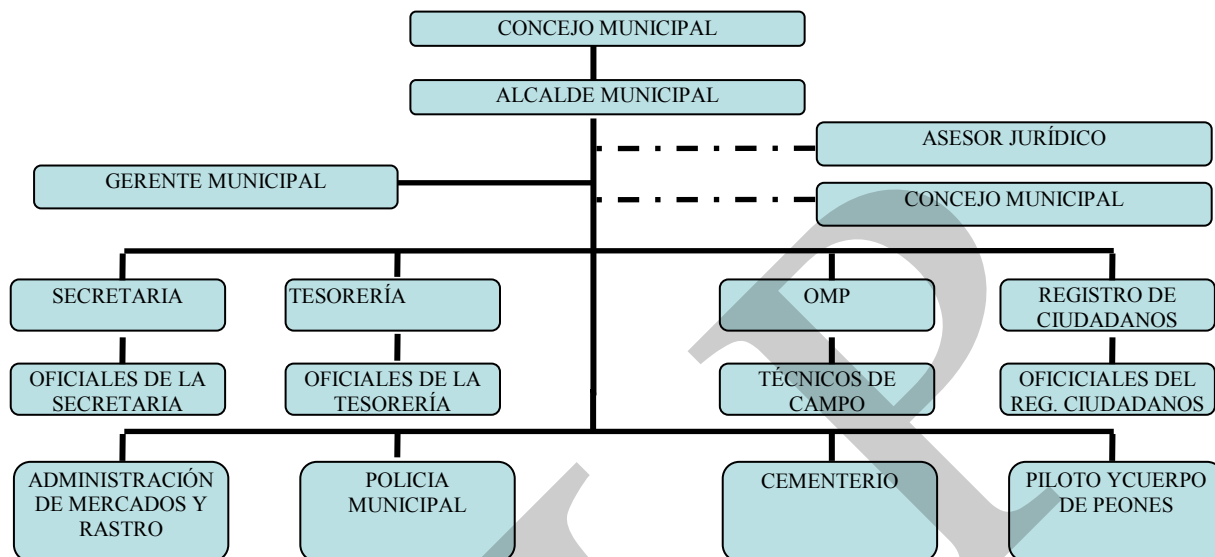 CONCEJO MUNICIPAL
ALCALDE MUNICIPAL
ASESOR JURÍDICO
GERENTE MUNICIPAL
CONCEJO MUNICIPAL
SECRETARIA
TESORERÍA
OMP
REGISTRO DE
CIUDADANOS
OFICIALES DE LA
SECRETARIA
OFICIALES DE LA
TESORERÍA
TÉCNICOS DE
CAMPO
OFICICIALES DEL
REG. CIUDADANOS
ADMINISTRACIÓN
DE MERCADOS Y
RASTRO
POLICIA
MUNICIPAL
CEMENTERIO
PILOTO YCUERPO
DE PEONES